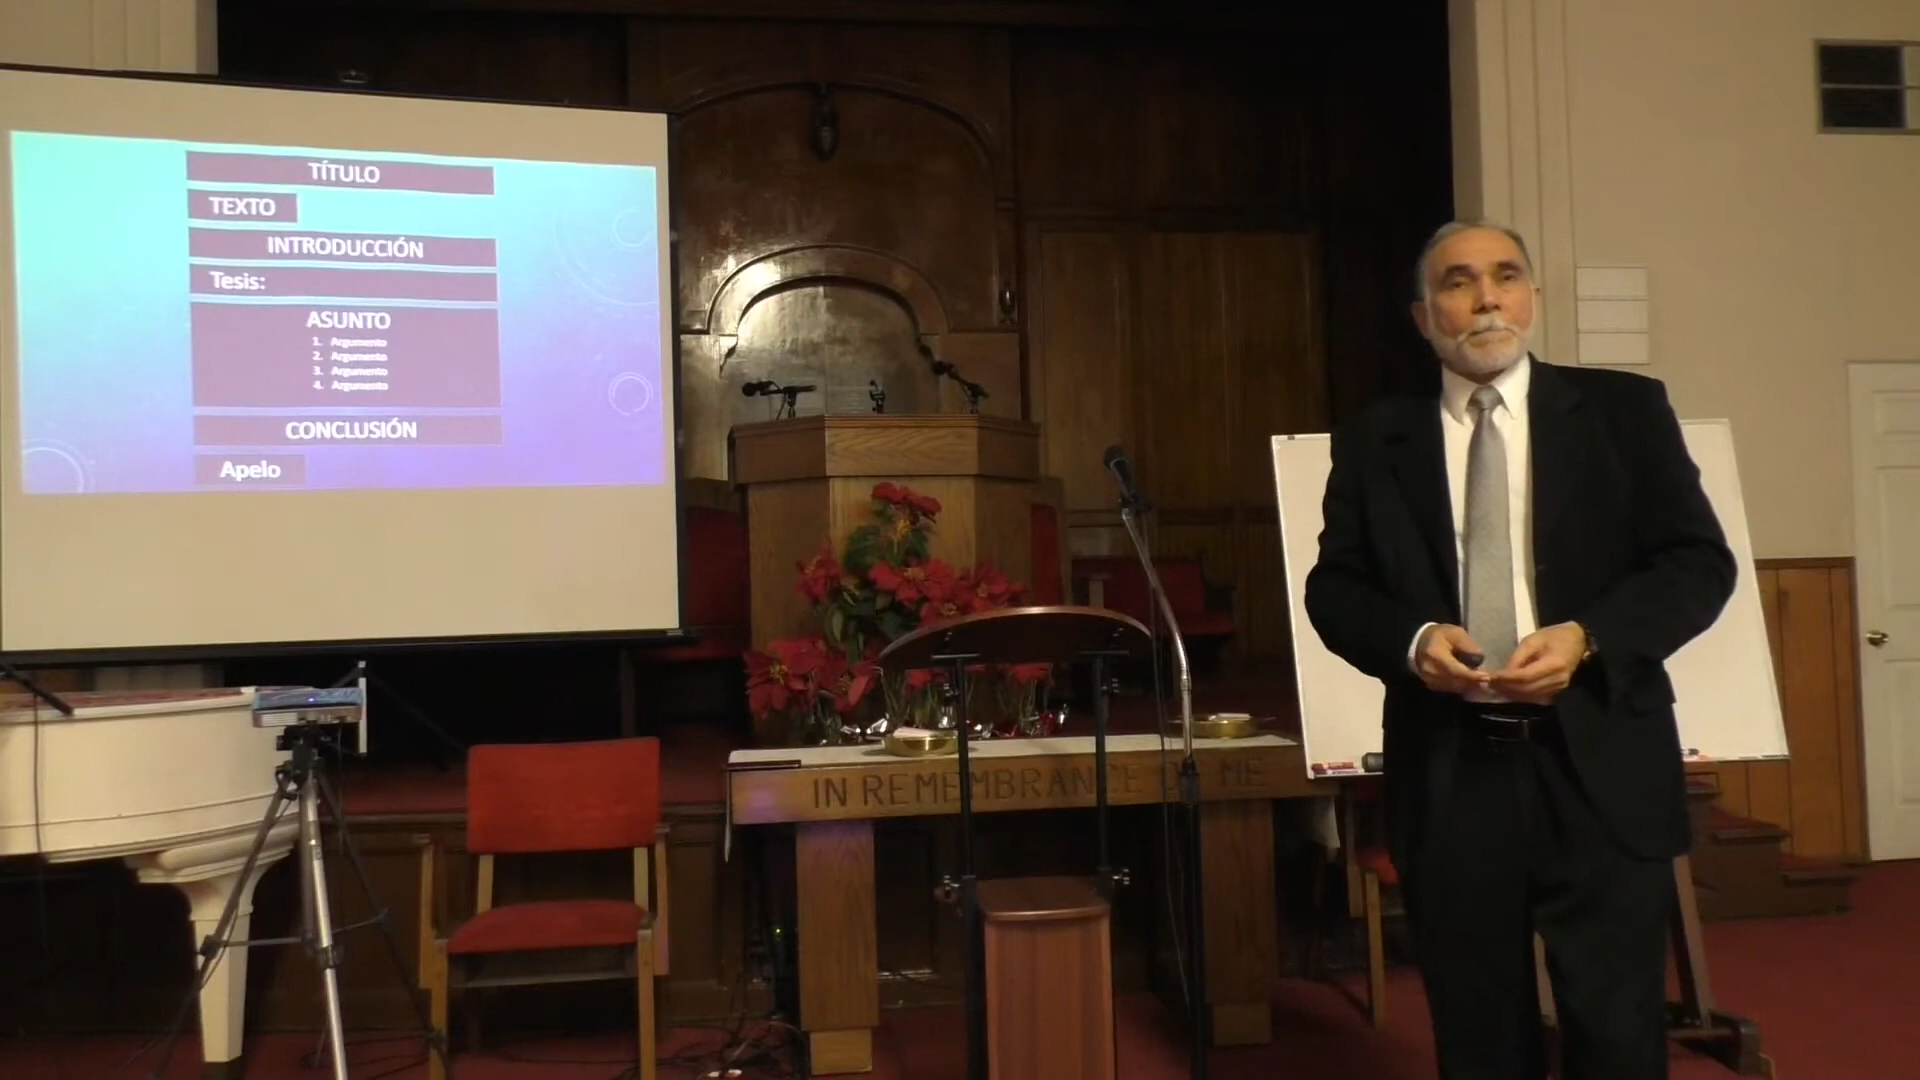 TÍTULO
TEXTO
INTRODUCCIÓN
Tesis:
ASUNTO
1. Argumento
2. Argumento
3. Argumento
4. Argumento
CONCLUSIÓN
Apelo
IN REMEMBRANCE OF ME